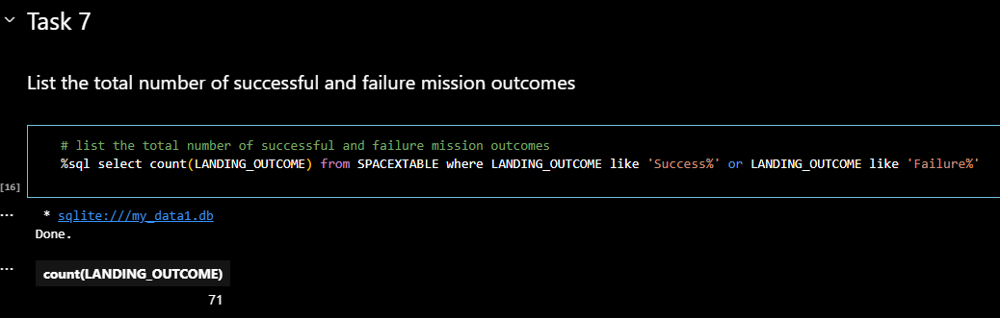 Task 7
List the total number of successful and failure mission outcomes
# list the total number of successful and failure mission outcomes
%sql select count(LANDING_OUTCOME) from SPACEXTABLE where LANDING_OUTCOME like 'Success%' or LANDING_OUTCOME like 'Failure%'
[16]
... * sqlite:///my_data1.db
Done.
... count(LANDING_OUTCOME)
71